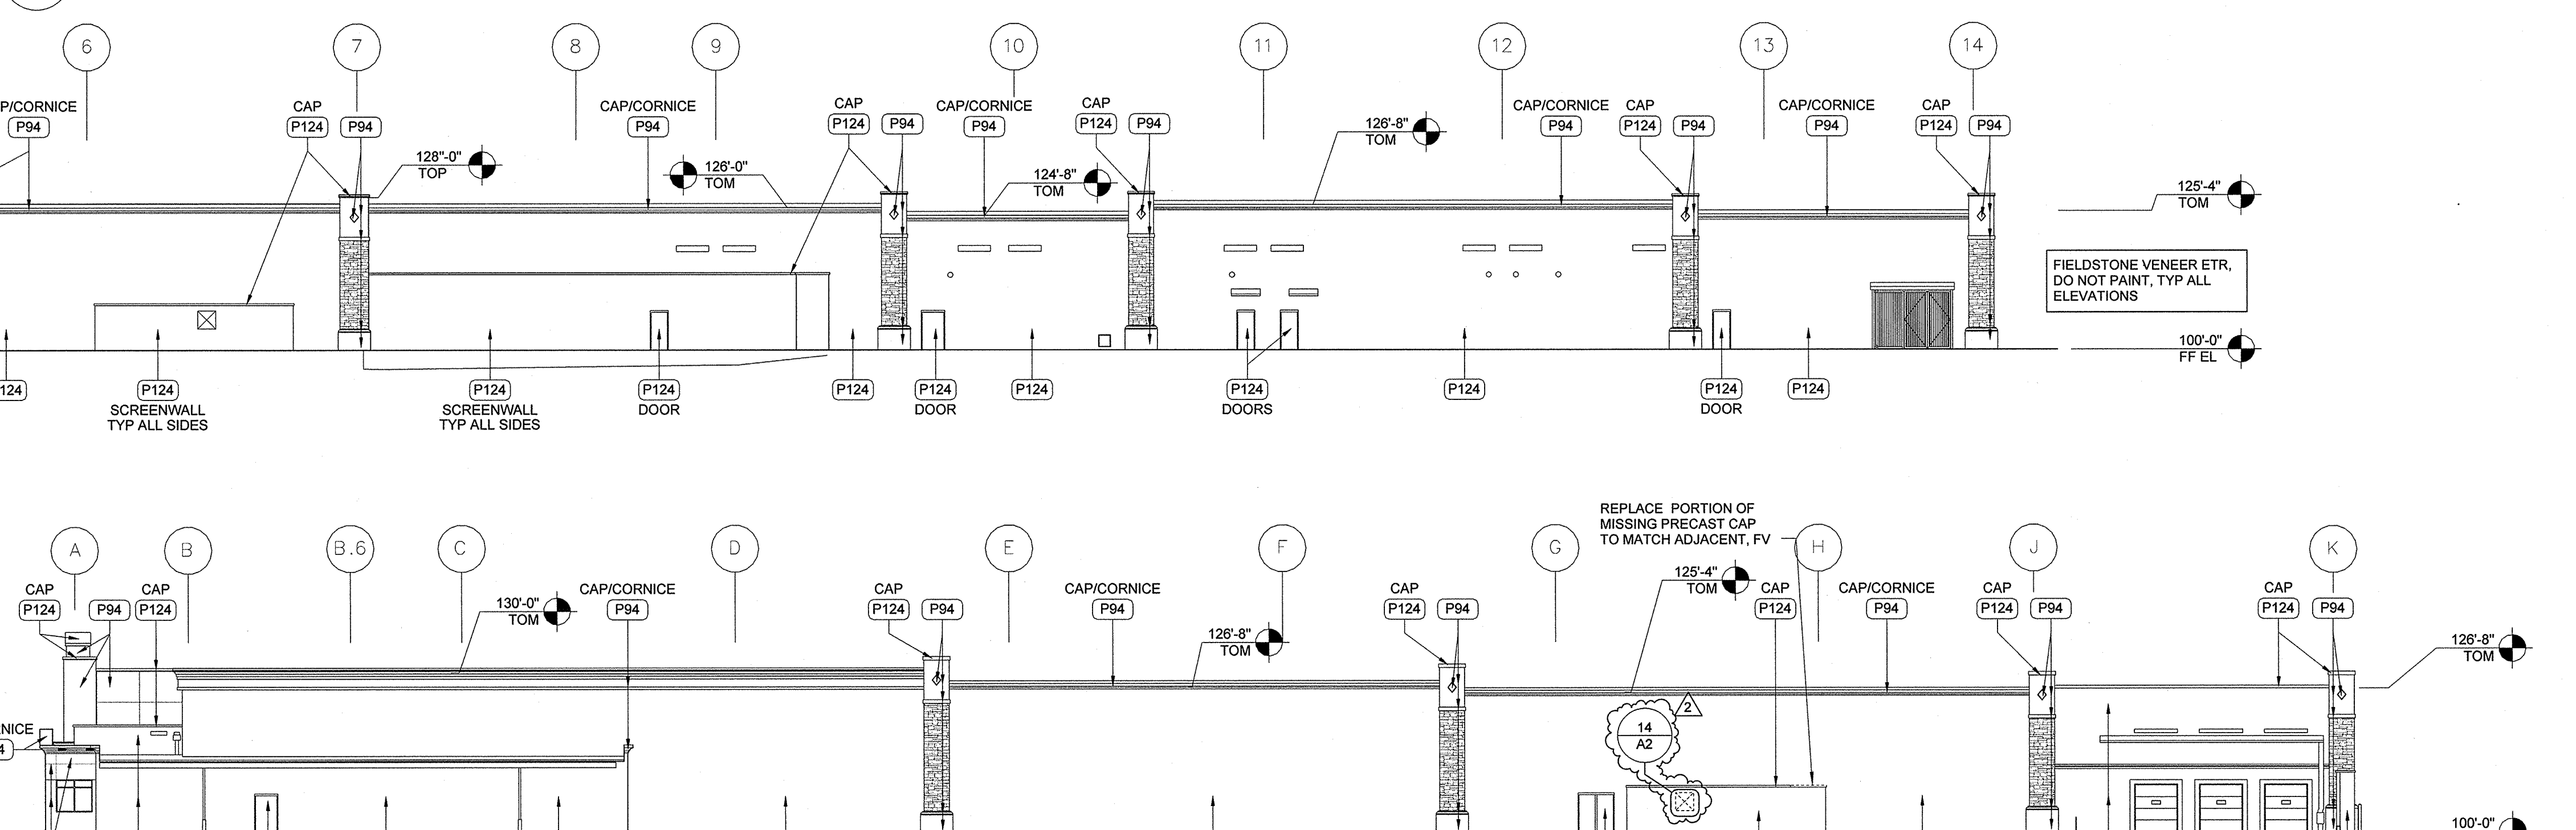 6 7 8 9 10 11 12 13 14
P/CORNICE CAP CAP/CORNICE CAP CAP/CORNICE CAP CAP/CORNICE CAP CAP/CORNICE CAP
P94 P124 P94 P94 P124 P94 P94 P124 P94 P94 P124 P94 P94 P124 P94
128"-0" 126'-0" 124'-8" 126'-8" 125'-4"
TOP TOM TOM TOM TOM
FIELDSTONE VENEER ETR,
DO NOT PAINT, TYP ALL
ELEVATIONS
100'-0"
FF EL
124 P124 P124 P124 P124 P124 P124 P124 P124 P124 P124
SCREENWALL SCREENWALL DOOR DOOR DOORS DOOR
TYP ALL SIDES TYP ALL SIDES
REPLACE PORTION OF
MISSING PRECAST CAP
TO MATCH ADJACENT, FV
A B B.6 C D E F G H J K
CAP CAP CAP/CORNICE CAP CAP/CORNICE CAP CAP CAP/CORNICE CAP CAP
P124 P94 P124 P94 P124 P94 P94 P124 P94 P124 P94 P124 P94 P124 P94
130'-0" 126'-8" 125'-4" 126'-8"
TOM TOM TOM TOM
2
14
A2
NICE
4
100'-0"